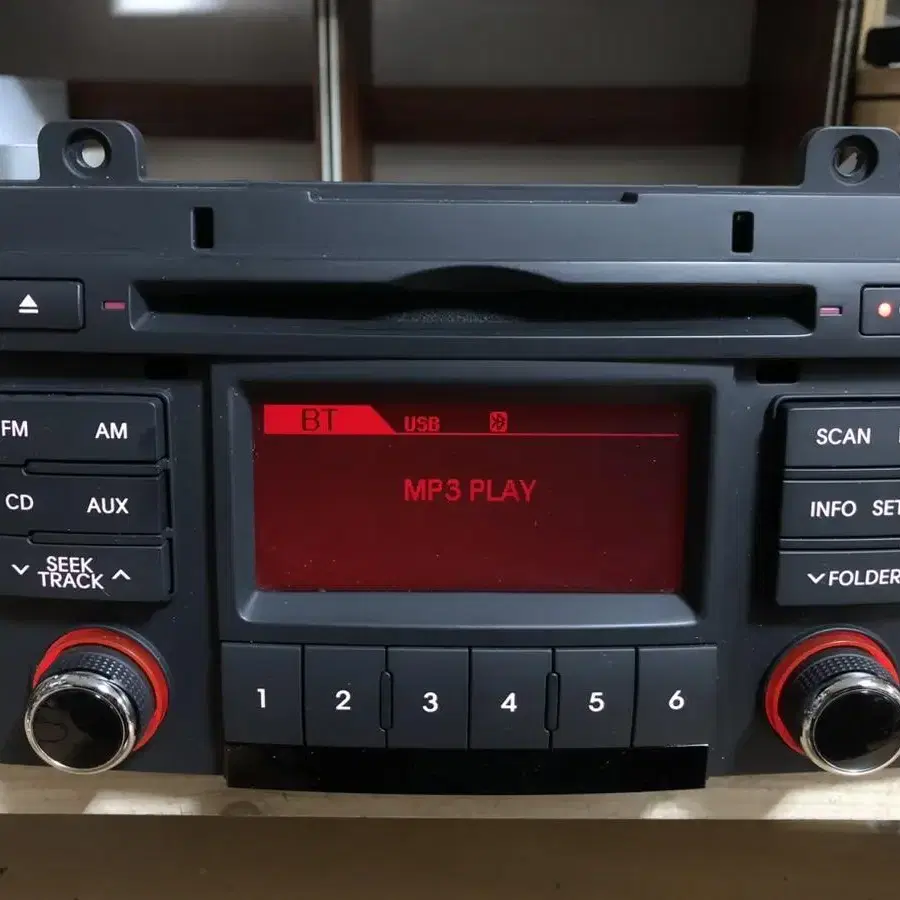 BT USB
MP3 PLAY
FM AM
CD AUX
SEEK
TRACK
SCAN
INFO SET
FOLDER
1 2 3 4 5 6